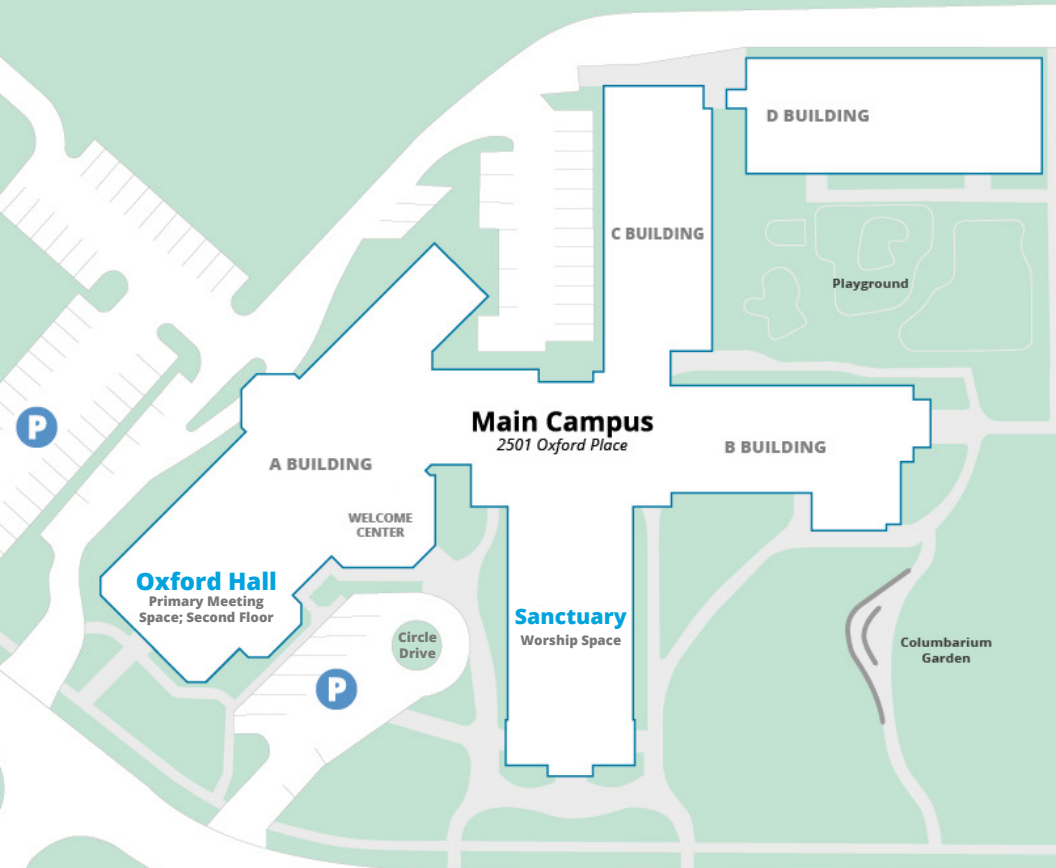 D BUILDING
C BUILDING
Playground
Main Campus
2501 Oxford Place
P
A BUILDING
B BUILDING
WELCOME
CENTER
Oxford Hall
Primary Meeting
Space; Second Floor
Sanctuary
Worship Space
Circle
Drive
Columbarium
Garden
P